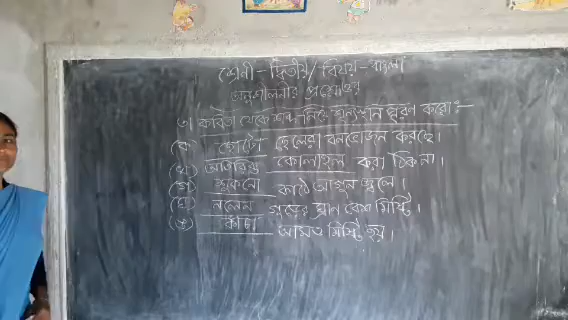 শ্রেনী - দ্বিতীয় / বিষয় - বাংলা
অনুশীলনীর প্রশ্নোত্তর
৩। কবিতা থেকে শব্দ নিয়ে শূন্যস্থান পূরণ করো :-
(ক) ছোটো ছেলেরা বনভোজন করছে।
(খ) অতিরিক্ত কোলাহল করা ঠিক না।
(গ) শুকনো কাঠে আগুন জ্বলে।
(ঘ) নলেন গুড়ের ঘ্রান বেশ মিষ্টি।
(ঙ) কাঁচা আমও মিষ্টি হয়।